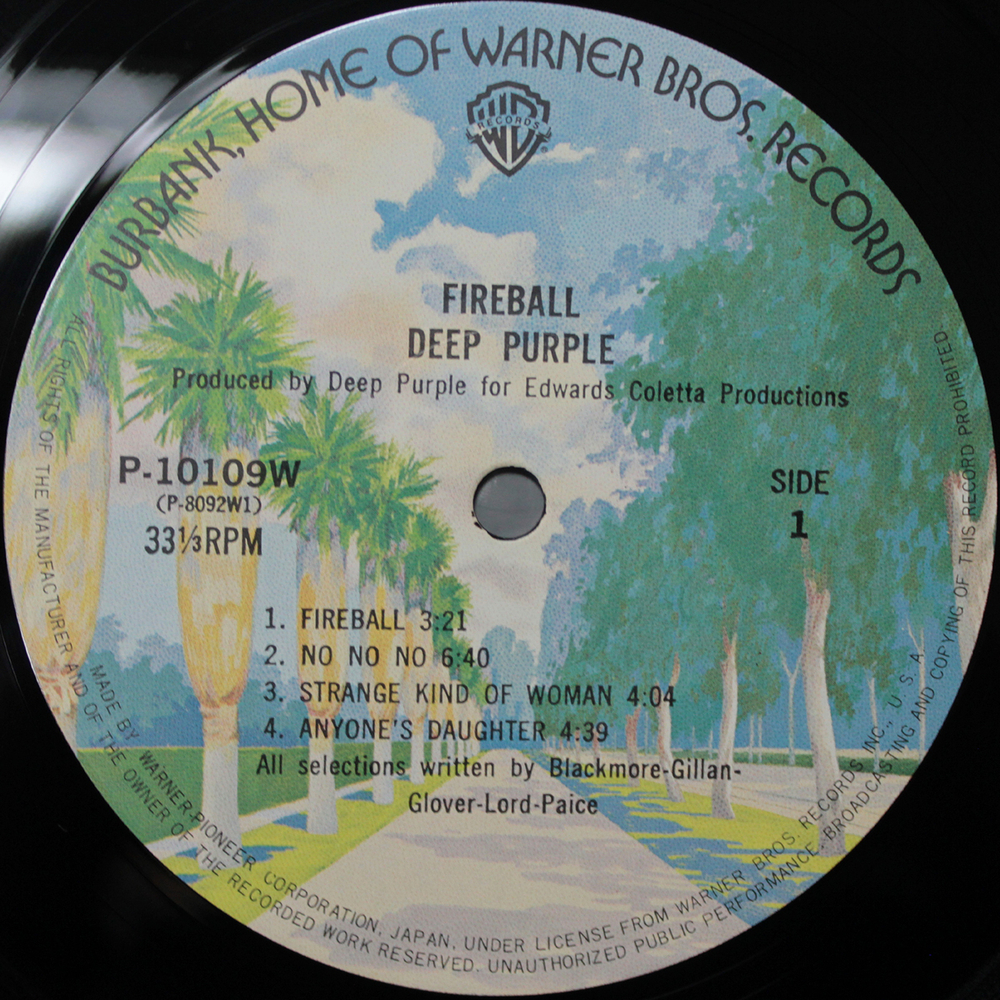 BURBANK, HOME OF WARNER BROS. RECORDS
WB
RECORDS
FIREBALL
DEEP PURPLE
Produced by Deep Purple for Edwards Coletta Productions
P-10109W
(P-8092W1)
33⅓RPM
SIDE
1
1. FIREBALL 3:21
2. NO NO NO 6:40
3. STRANGE KIND OF WOMAN 4:04
4. ANYONE'S DAUGHTER 4:39
All selections written by Blackmore-Gillan-
Glover-Lord-Paice
MADE BY WARNER-PIONEER CORPORATION, JAPAN, UNDER LICENSE FROM WARNER BROS. RECORDS INC., U. S. A.
ALL RIGHTS OF THE MANUFACTURER AND OF THE OWNER OF THE RECORDED WORK RESERVED. UNAUTHORIZED PUBLIC PERFORMANCE, BROADCASTING AND COPYING OF THIS RECORD PROHIBITED